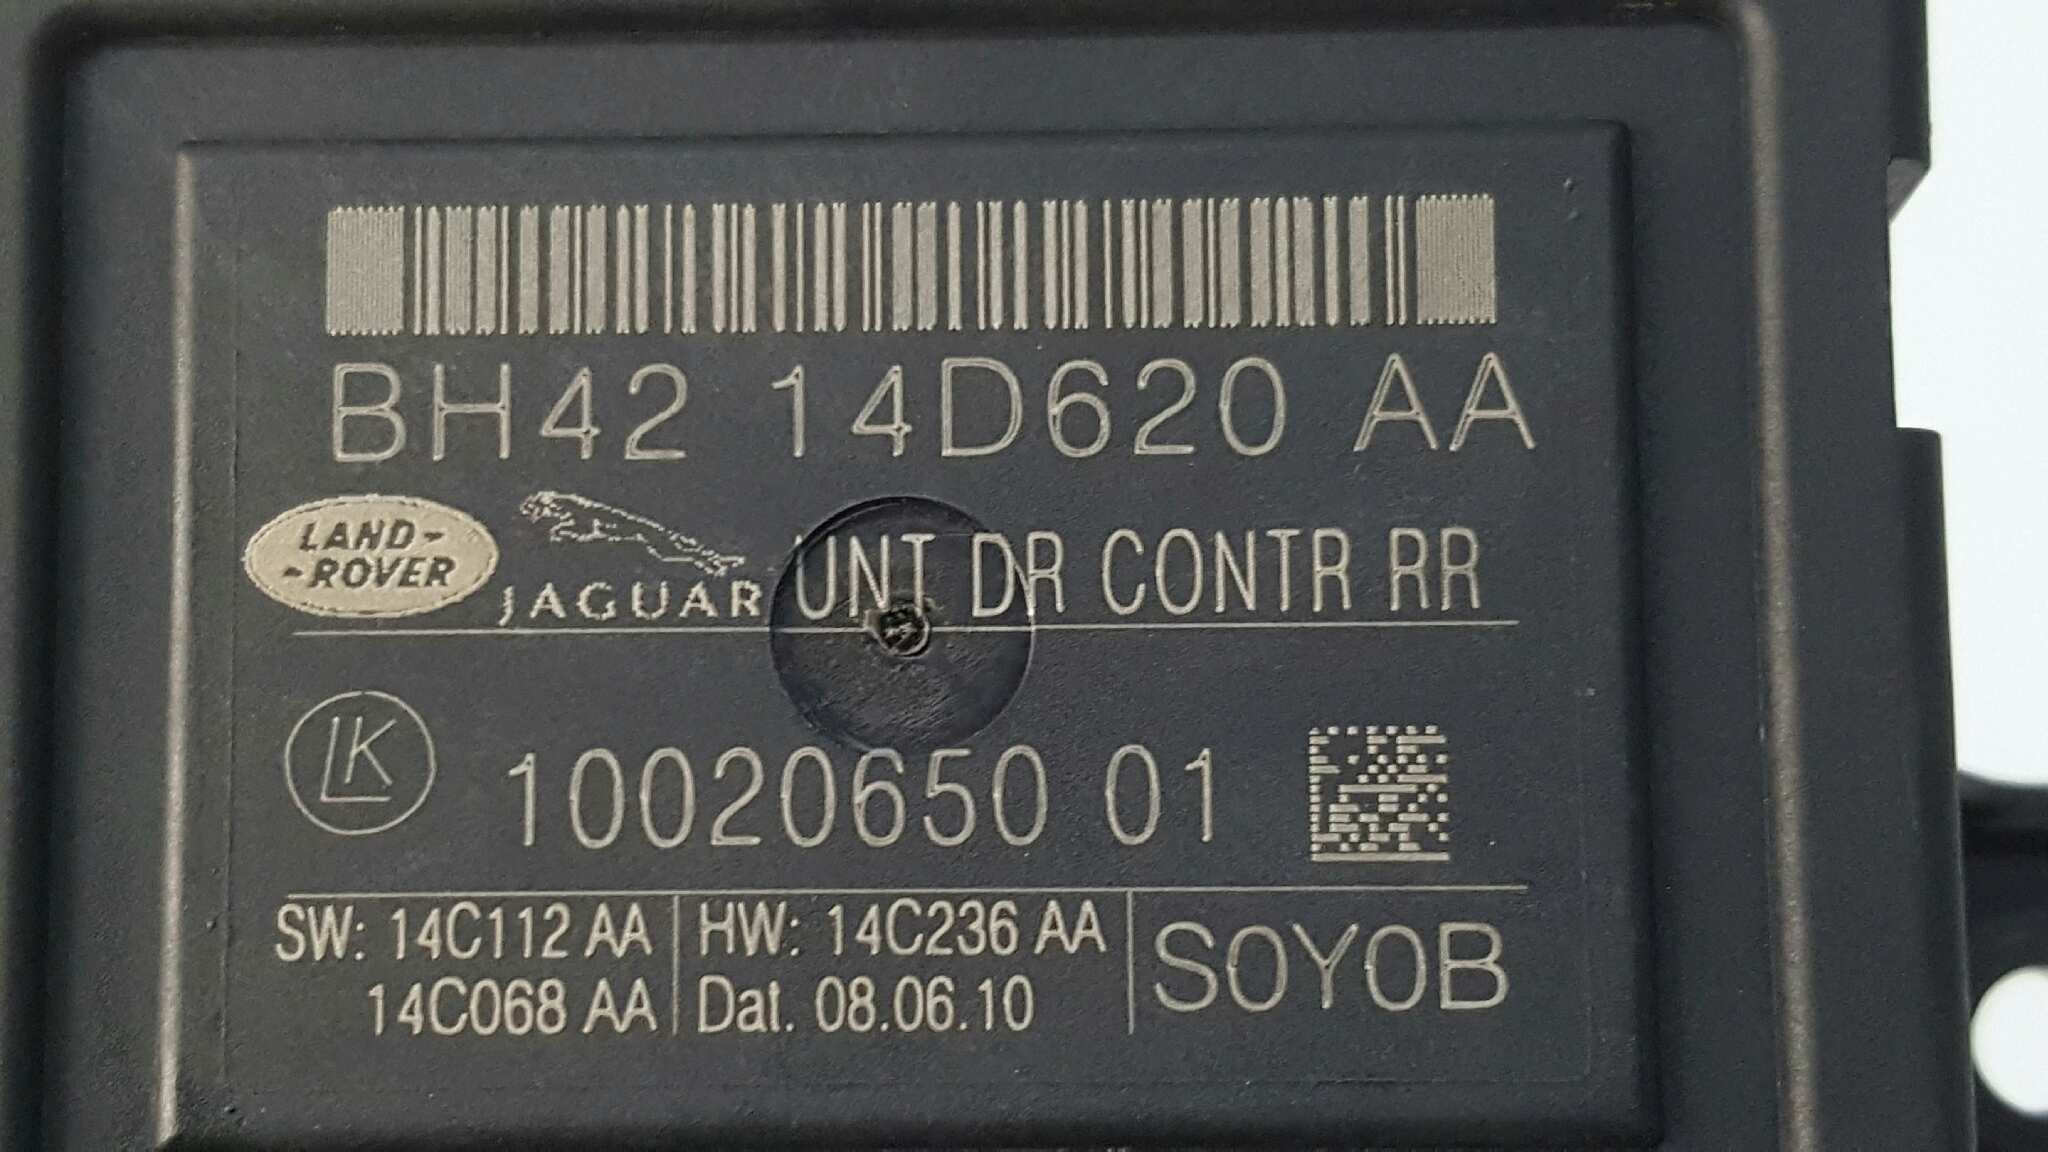 BH42 14D620 AA
LAND-
-ROVER
JAGUAR UNT DR CONTR RR
LK 10020650 01
SW: 14C112 AA HW: 14C236 AA S0Y0B
14C068 AA Dat. 08.06.10